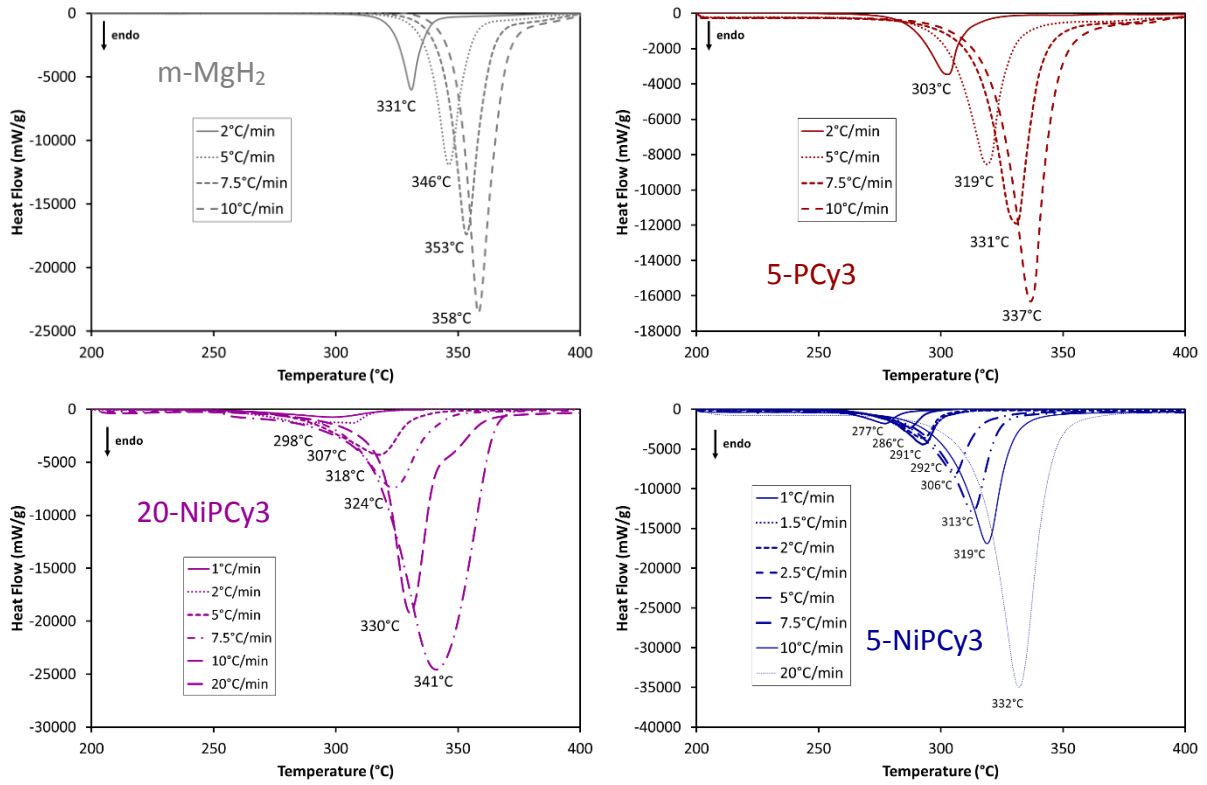 0
-5000
-10000
-15000
-20000
-25000
Heat Flow (mW/g)
endo
m-MgH2
2°C/min
5°C/min
7.5°C/min
10°C/min
331°C
346°C
353°C
358°C
200
250
300
350
400
Temperature (°C)
0
-2000
-4000
-6000
-8000
-10000
-12000
-14000
-16000
-18000
Heat Flow (mW/g)
endo
2°C/min
5°C/min
7.5°C/min
10°C/min
303°C
319°C
331°C
337°C
5-PCy3
200
250
300
350
400
Temperature (°C)
0
-5000
-10000
-15000
-20000
-25000
-30000
Heat Flow (mW/g)
endo
298°C
307°C
318°C
324°C
330°C
341°C
20-NiPCy3
1°C/min
2°C/min
5°C/min
7.5°C/min
10°C/min
20°C/min
200
250
300
350
400
Temperature (°C)
0
-5000
-10000
-15000
-20000
-25000
-30000
-35000
-40000
Heat Flow (mW/g)
endo
277°C
286°C
291°C
292°C
306°C
313°C
319°C
332°C
1°C/min
1.5°C/min
2°C/min
2.5°C/min
5°C/min
7.5°C/min
10°C/min
20°C/min
5-NiPCy3
200
250
300
350
400
Temperature (°C)